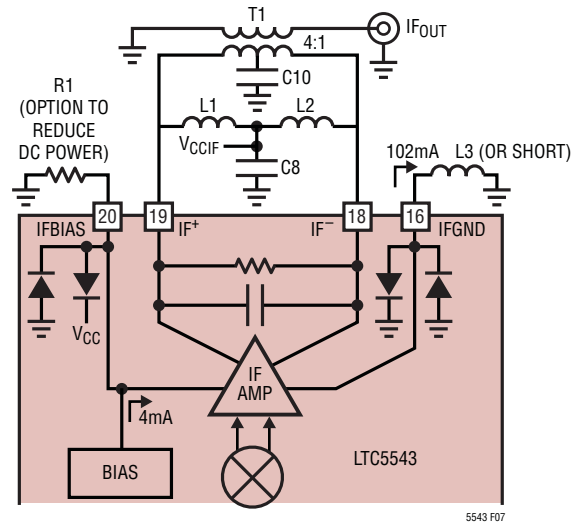 T1
IFOUT
4:1
C10
R1
(OPTION TO
REDUCE
DC POWER)
L1
L2
VCCIF
C8
102mA
L3 (OR SHORT)
20
19
18
16
IFBIAS
IF+
IF−
IFGND
VCC
IF
AMP
4mA
BIAS
LTC5543
5543 F07